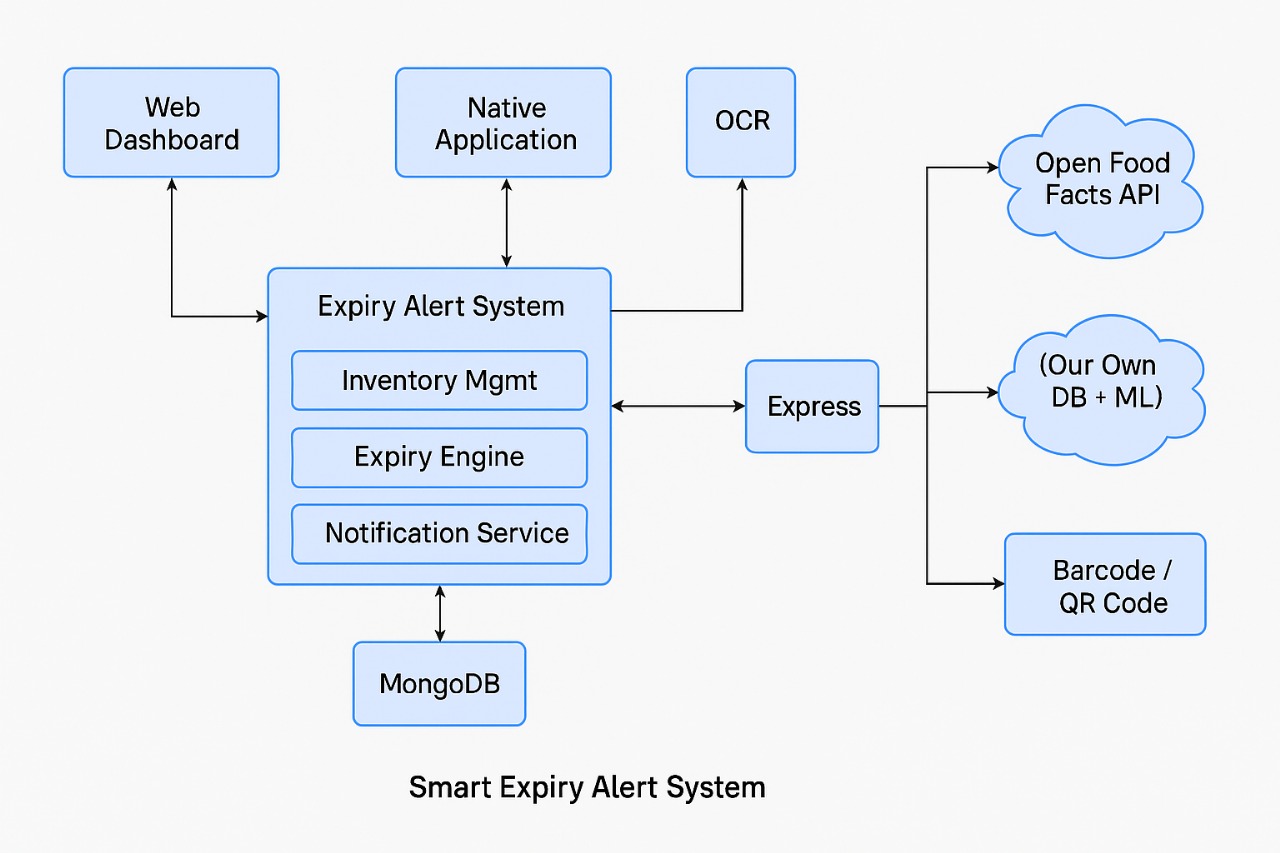 Web
Dashboard
Native
Application
OCR
Open Food
Facts API
Expiry Alert System
Inventory Mgmt
Expiry Engine
Notification Service
Express
(Our Own
DB + ML)
Barcode /
QR Code
MongoDB
Smart Expiry Alert System